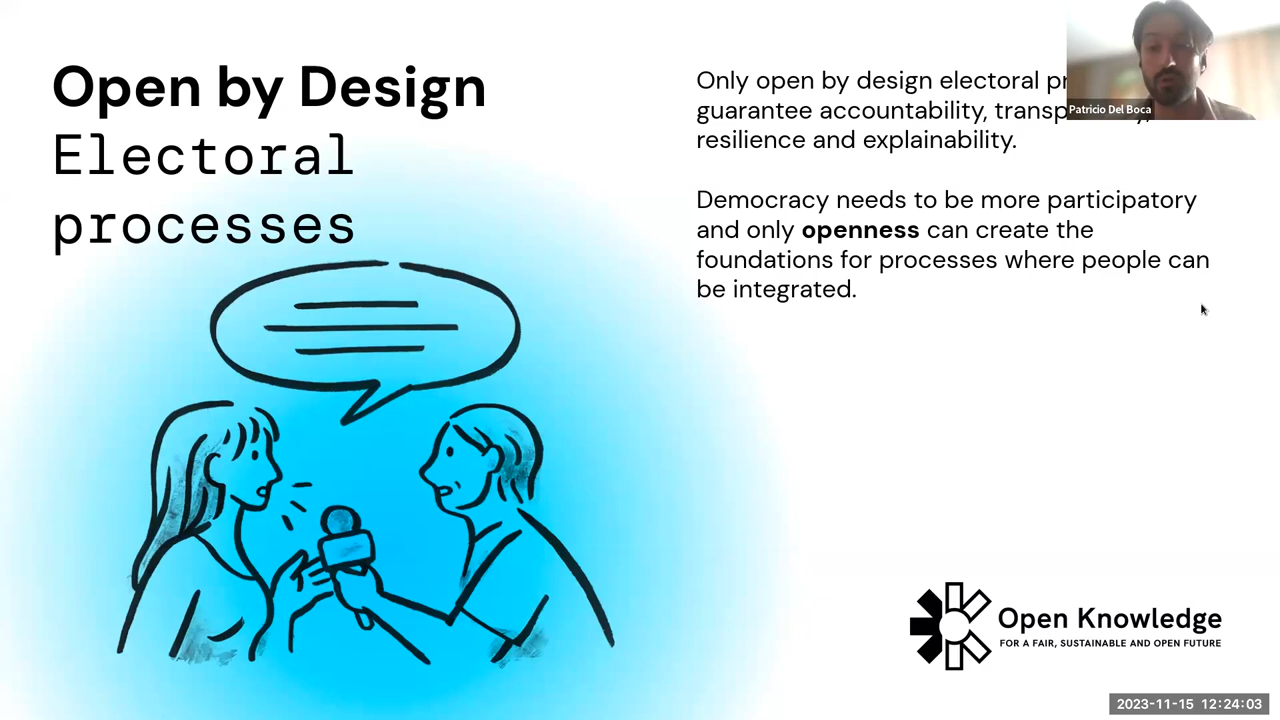 Open by Design
Electoral
processes
Only open by design electoral
guarantee accountability,
resilience and explainability.
Democracy needs to be more participatory
and only openness can create the
foundations for processes where people can
be integrated.
Patricio Del Boca
Open Knowledge
FOR A FAIR, SUSTAINABLE AND OPEN FUTURE
2023-11-15 12:24:03